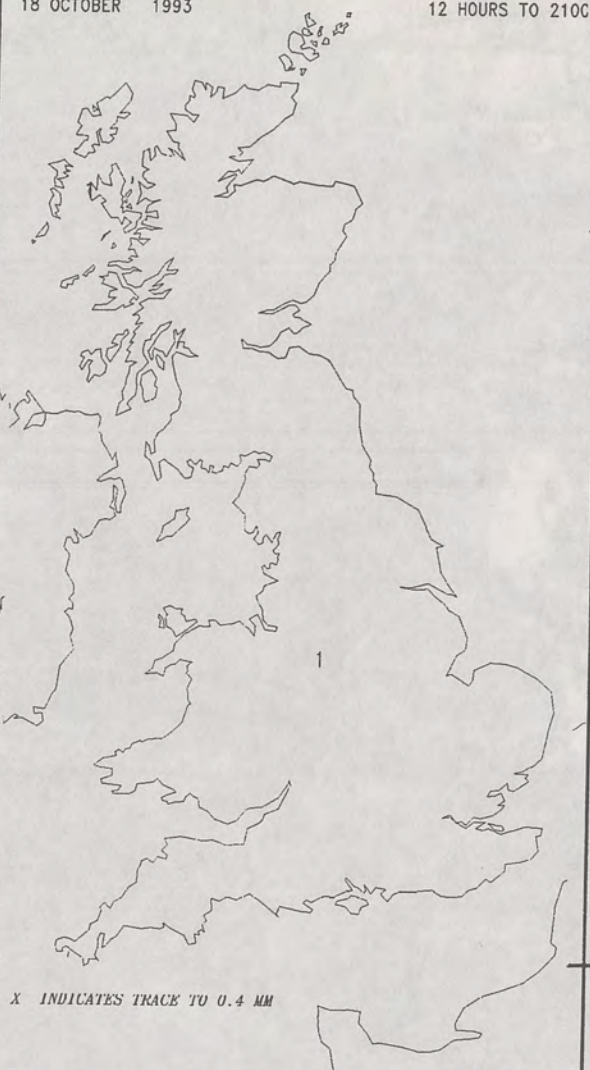 18 OCTOBER 1993
12 HOURS TO 2100
1
X INDICATES TRACE TO 0.4 MM